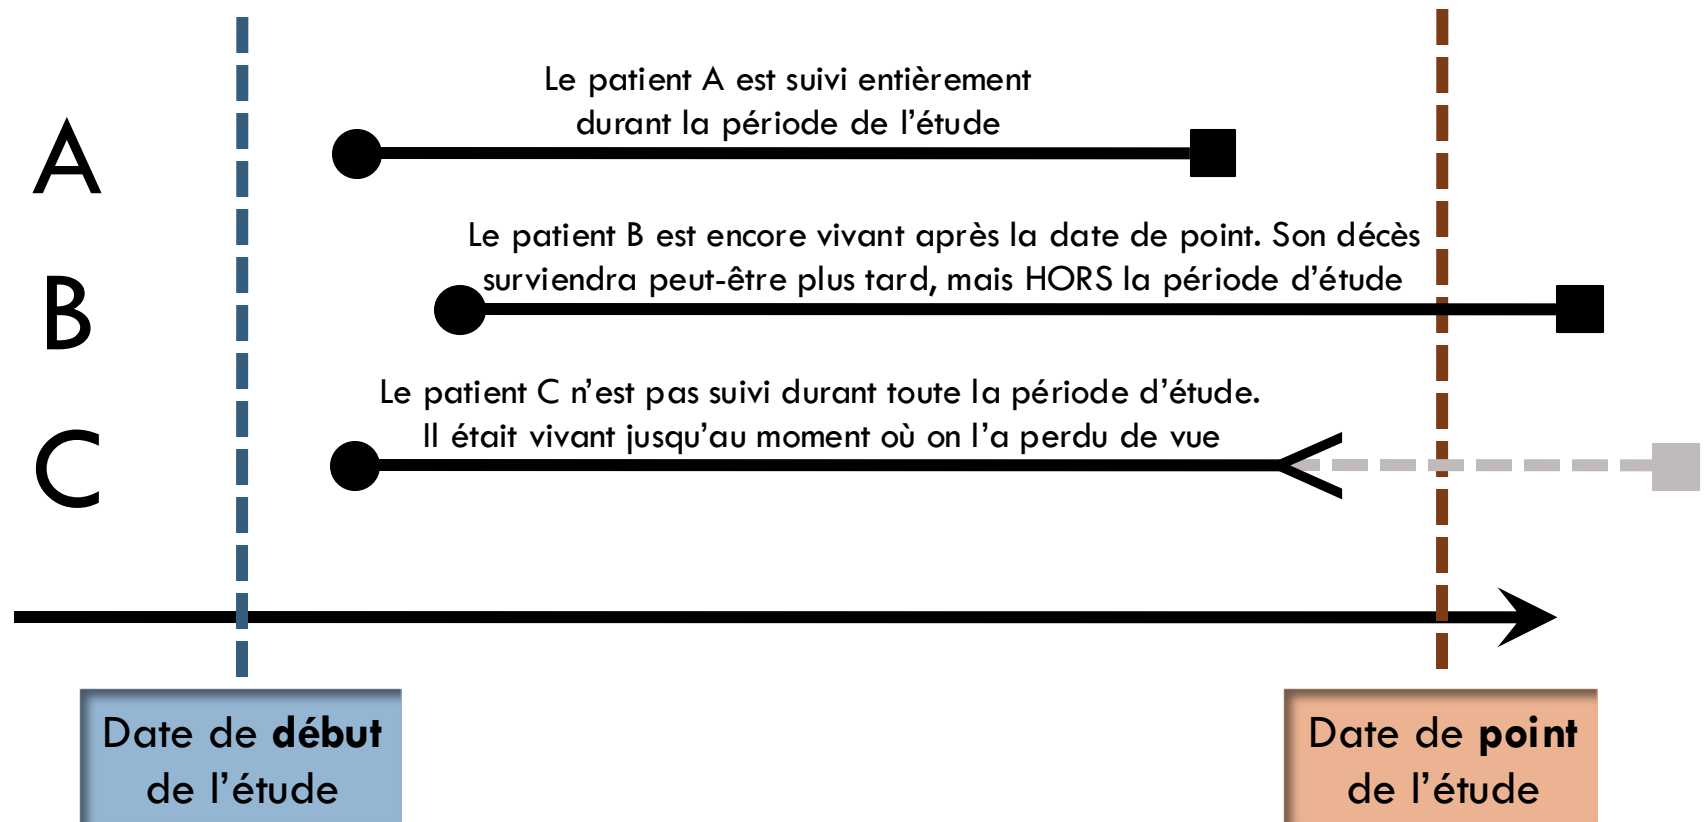 A
Le patient A est suivi entièrement
durant la période de l’étude
B
Le patient B est encore vivant après la date de point. Son décès
surviendra peut-être plus tard, mais HORS la période d’étude
C
Le patient C n’est pas suivi durant toute la période d’étude.
Il était vivant jusqu’au moment où on l’a perdu de vue
Date de début
de l’étude
Date de point
de l’étude